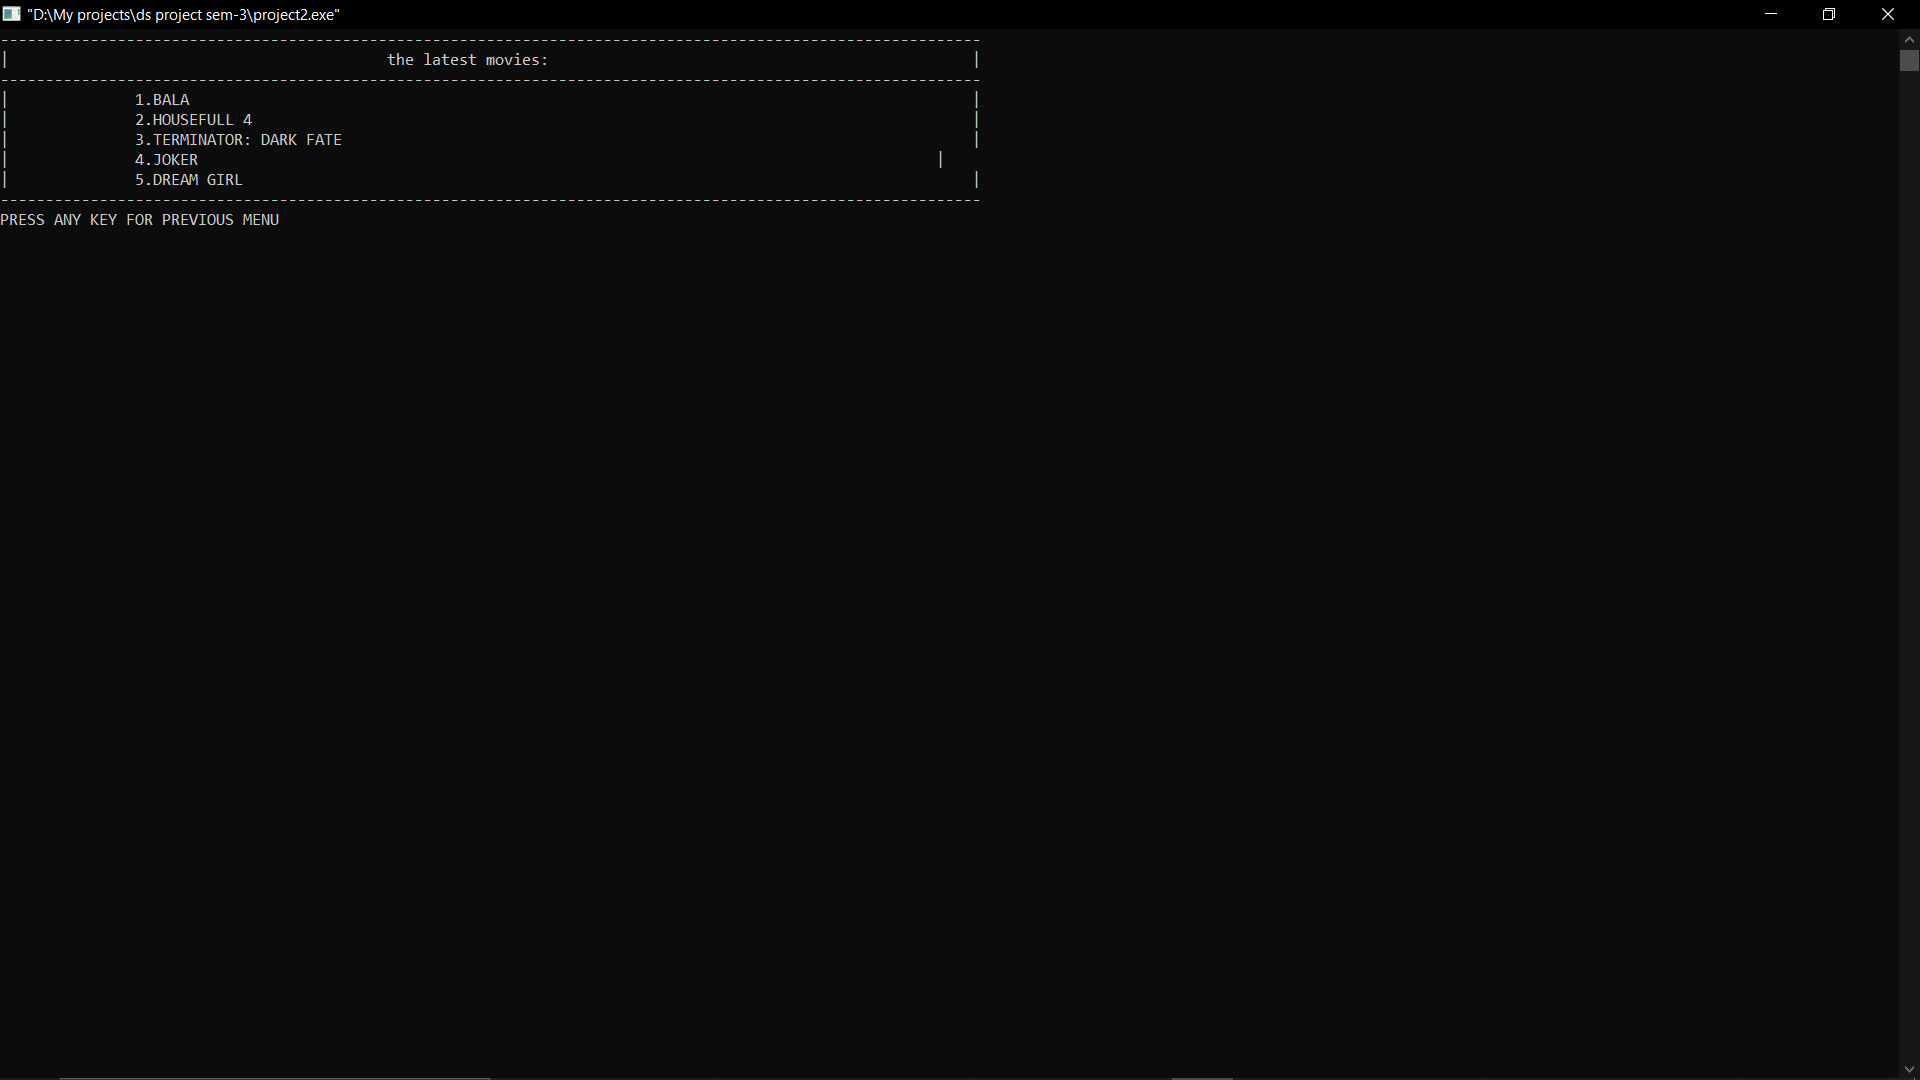 "D:\My projects\ds project sem-3\project2.exe"
-------------------------------------------------------------------------------------------------------------
|                                          the latest movies:                                               |
-------------------------------------------------------------------------------------------------------------
|              1.BALA                                                                                       |
|              2.HOUSEFULL 4                                                                                |
|              3.TERMINATOR: DARK FATE                                                                      |
|              4.JOKER                                                                                  |
|              5.DREAM GIRL                                                                                 |
-------------------------------------------------------------------------------------------------------------
PRESS ANY KEY FOR PREVIOUS MENU